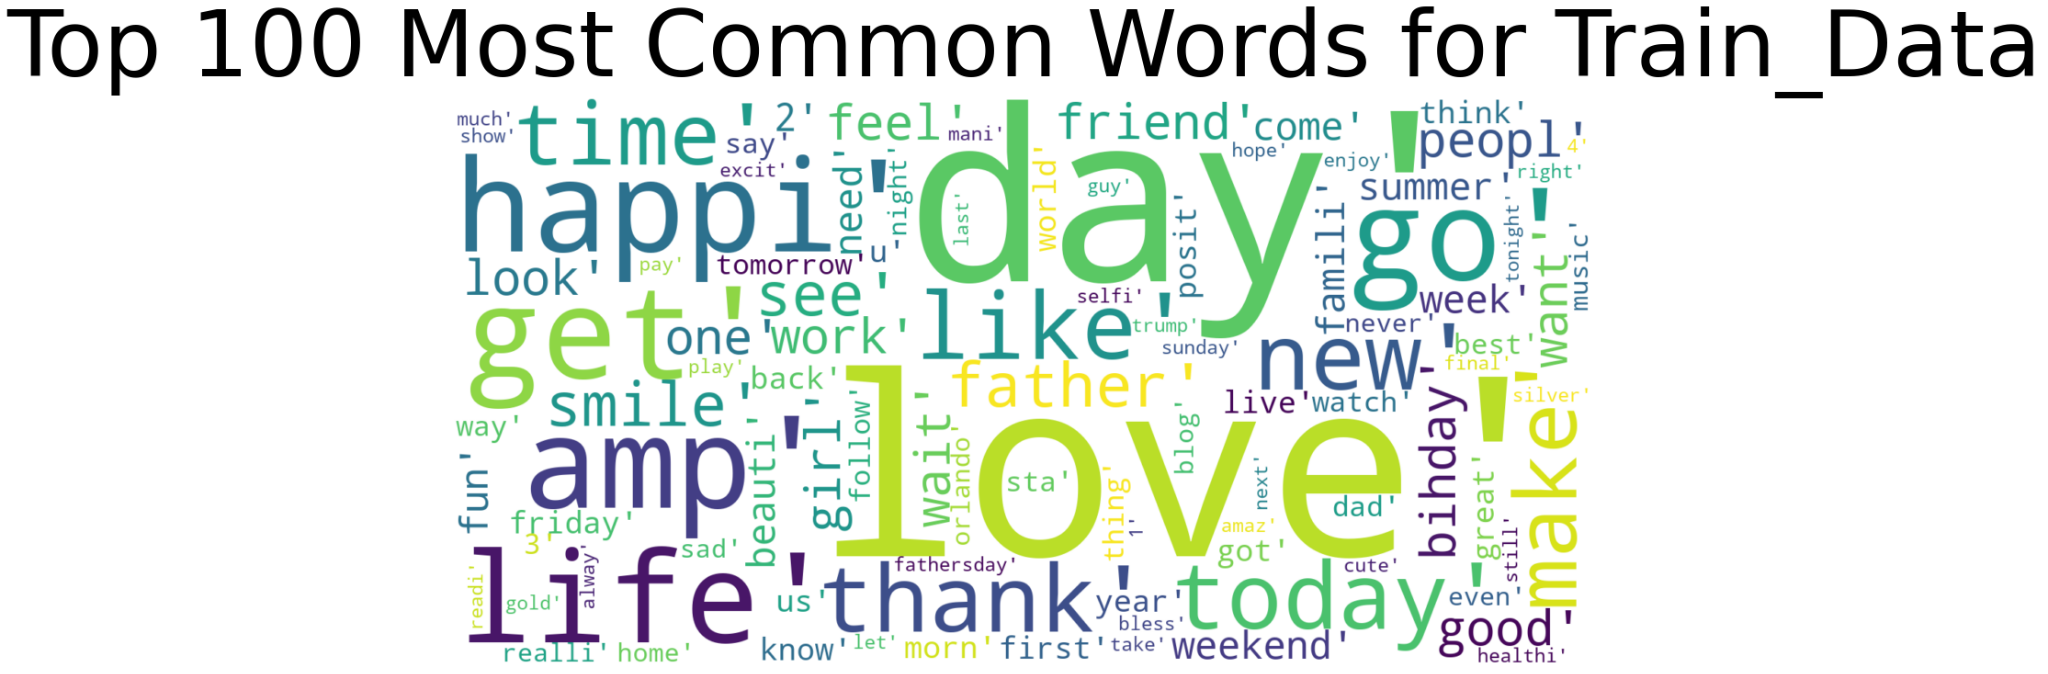 Top 100 Most Common Words for Train_Data
much'
show'
time'
2'
say'
excit'
feel'
mani'
friend'
come'
hope'
enjoy'
think'
peopl'
4'
right'
happi'
need'
night'
u'
last'
day'
world'
guy'
posit'
famili'
summer'
go'
tonight'
want'
music'
look'
pay'
tomorrow'
see'
get'
one'
work'
play'
back'
like'
selfi'
trump'
sunday'
new'
never'
week'
best'
final'
silver'
smile'
father'
live'
watch'
bihday'
make'
way'
amp'
beauti'
girl'
follow'
wait'
orlando'
love'
sta'
thing'
1'
blog'
next'
amaz'
got'
dad'
cute'
great'
still'
fun'
friday'
3'
sad'
life'
readi'
gold'
alway'
us'
fathersday'
thank'
year'
bless'
today'
even'
good'
healthi'
realli'
home'
know'
let'
morn'
first'
take'
weekend'